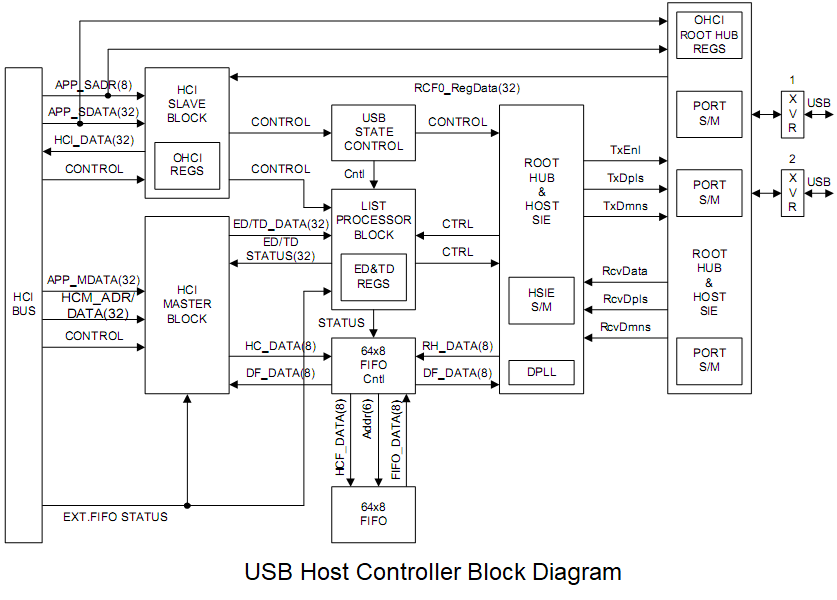 OHCI
ROOT HUB
REGS
APP_SADR(8)
HCI
SLAVE
BLOCK
RCF0_RegData(32)
1
X
V
R
USB
APP_SDATA(32)
PORT
S/M
CONTROL
USB
STATE
CONTROL
CONTROL
HCI_DATA(32)
OHCI
REGS
CONTROL
CONTROL
Cntl
ROOT
HUB
&
HOST
SIE
TxEnl
TxDpls
TxDmns
PORT
S/M
2
X
V
R
USB
LIST
PROCESSOR
BLOCK
ED/TD_DATA(32)
ED/TD
STATUS(32)
CTRL
CTRL
ED&TD
REGS
HCI
BUS
APP_MDATA(32)
HCM_ADR/
DATA(32)
CONTROL
HCI
MASTER
BLOCK
ROOT
HUB
&
HOST
SIE
RcvData
RcvDpls
RcvDmns
HSIE
S/M
STATUS
HC_DATA(8)
DF_DATA(8)
64x8
FIFO
Cntl
RH_DATA(8)
DF_DATA(8)
DPLL
PORT
S/M
HCF_DATA(8)
Addr(6)
FIFO_DATA(8)
64x8
FIFO
EXT.FIFO STATUS
USB Host Controller Block Diagram